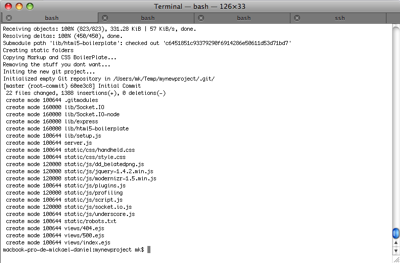 Terminal — bash — 126×33
bash
bash
bash
ssh
Receiving objects: 100% (823/823), 331.28 KiB | 57 KiB/s, done.
Resolving deltas: 100% (450/450), done.
Submodule path 'lib/html5-boilerplate': checked out
Creating static folders
Copying Markup and CSS BoilerPlate...
Removing the stuff you dont want...
Initing the new git project...
Initialized empty Git repository in /Users/mk/Temp/mynewproject/.git/
[master (root-commit) 60ee3c8] Initial Commit
22 files changed, 1388 insertions(+), 0 deletions(-)
create mode 100644 .gitmodules
create mode 160000 lib/Socket.IO
create mode 160000 lib/Socket.IO-node
create mode 160000 lib/express
create mode 160000 lib/html5-boilerplate
create mode 100644 lib/setup.js
create mode 100644 server.js
create mode 100644 static/css/handheld.css
create mode 100644 static/css/style.css
create mode 120000 static/js/dd_belatedpng.js
create mode 120000 static/js/jquery-1.4.2.min.js
create mode 120000 static/js/modernizr-1.5.min.js
create mode 100644 static/js/plugins.js
create mode 120000 static/js/profiling
create mode 100644 static/js/script.js
create mode 120000 static/js/socket.io.js
create mode 100644 static/js/underscore.js
create mode 100644 static/robots.txt
create mode 100644 views/404.ejs
create mode 100644 views/500.ejs
create mode 100644 views/index.ejs
macbook-pro-de-mickael-daniel:mynewproject mk$